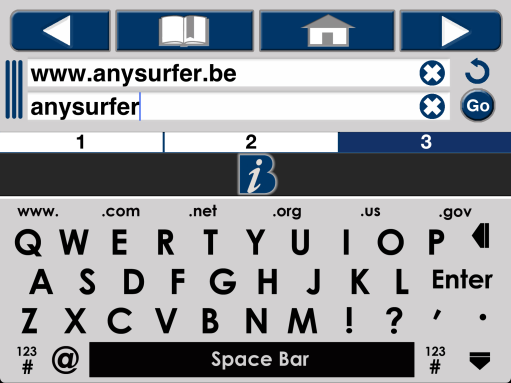 www.anysurfer.be
anysurfer
Go
1 2 3
iB
www. .com .net .org .us .gov
Q W E R T Y U I O P
A S D F G H J K L Enter
Z X C V B N M ! ? ′ .
123 # @ Space Bar 123 #